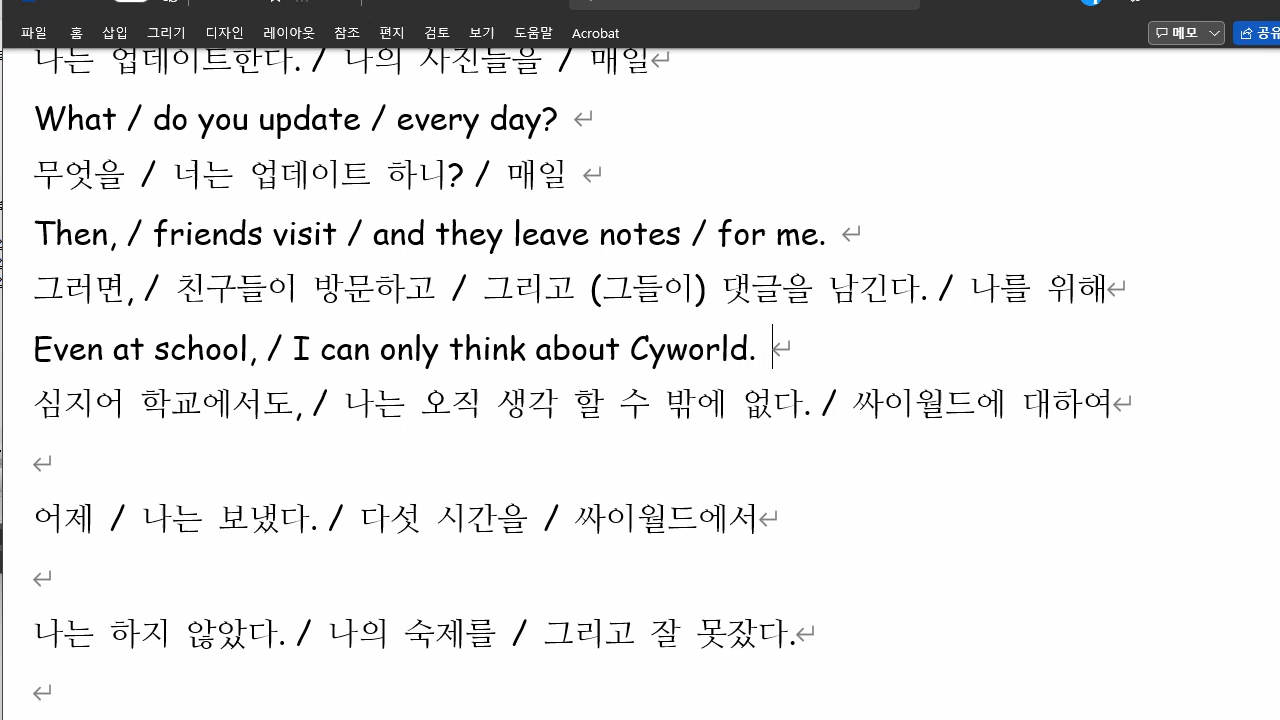 파일 홈 삽입 그리기 디자인 레이아웃 참조 편지 검토 보기 도움말 Acrobat 메모 공유
나는 업데이트한다. / 나의 사진들을 / 매일
What / do you update / every day?
무엇을 / 너는 업데이트 하니? / 매일
Then, / friends visit / and they leave notes / for me.
그러면, / 친구들이 방문하고 / 그리고 (그들이) 댓글을 남긴다. / 나를 위해
Even at school, / I can only think about Cyworld.
심지어 학교에서도, / 나는 오직 생각 할 수 밖에 없다. / 싸이월드에 대하여
어제 / 나는 보냈다. / 다섯 시간을 / 싸이월드에서
나는 하지 않았다. / 나의 숙제를 / 그리고 잘 못잤다.